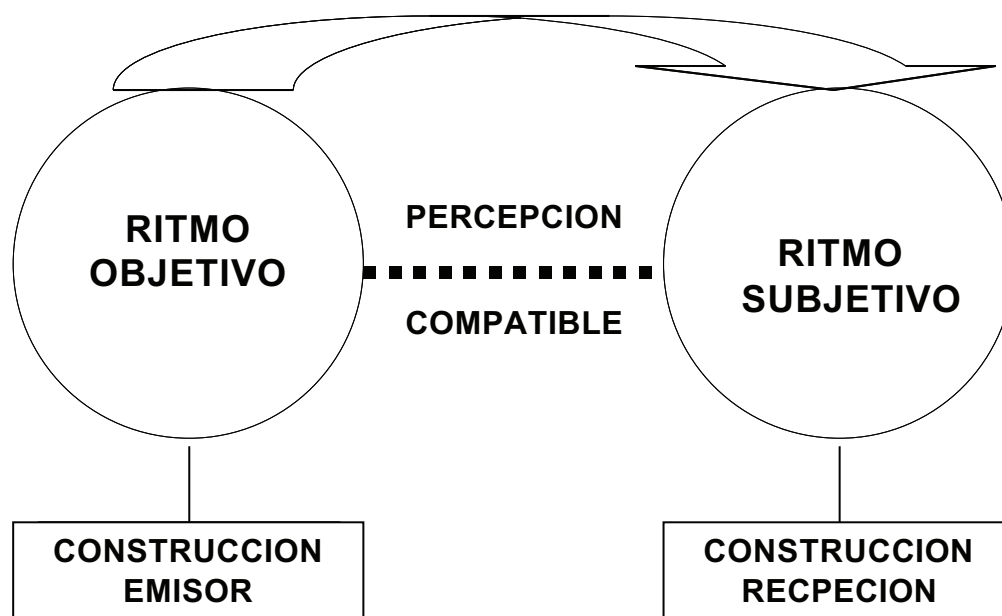 RITMO
OBJETIVO
PERCEPCION
COMPATIBLE
RITMO
SUBJETIVO
CONSTRUCCION
EMISOR
CONSTRUCCION
RECPECION